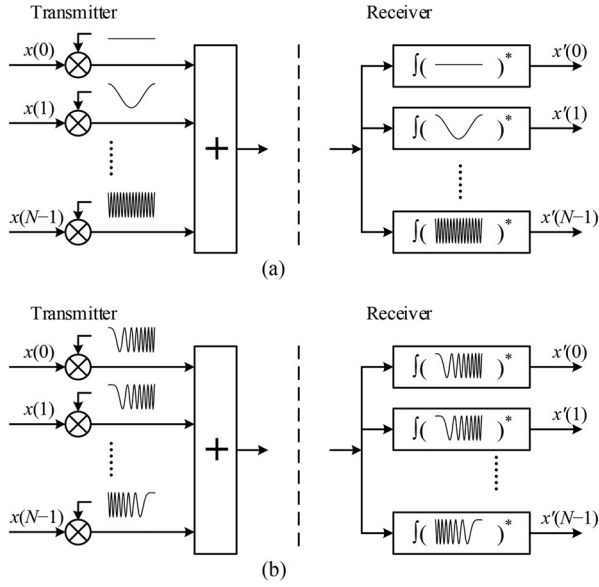 Transmitter
Receiver
x(0)
∫( )* x′(0)
x(1)
∫( )* x′(1)
x(N−1)
+
∫( )* x′(N−1)
(a)
Transmitter
Receiver
x(0)
∫( )* x′(0)
x(1)
∫( )* x′(1)
+
x(N−1)
∫( )* x′(N−1)
(b)